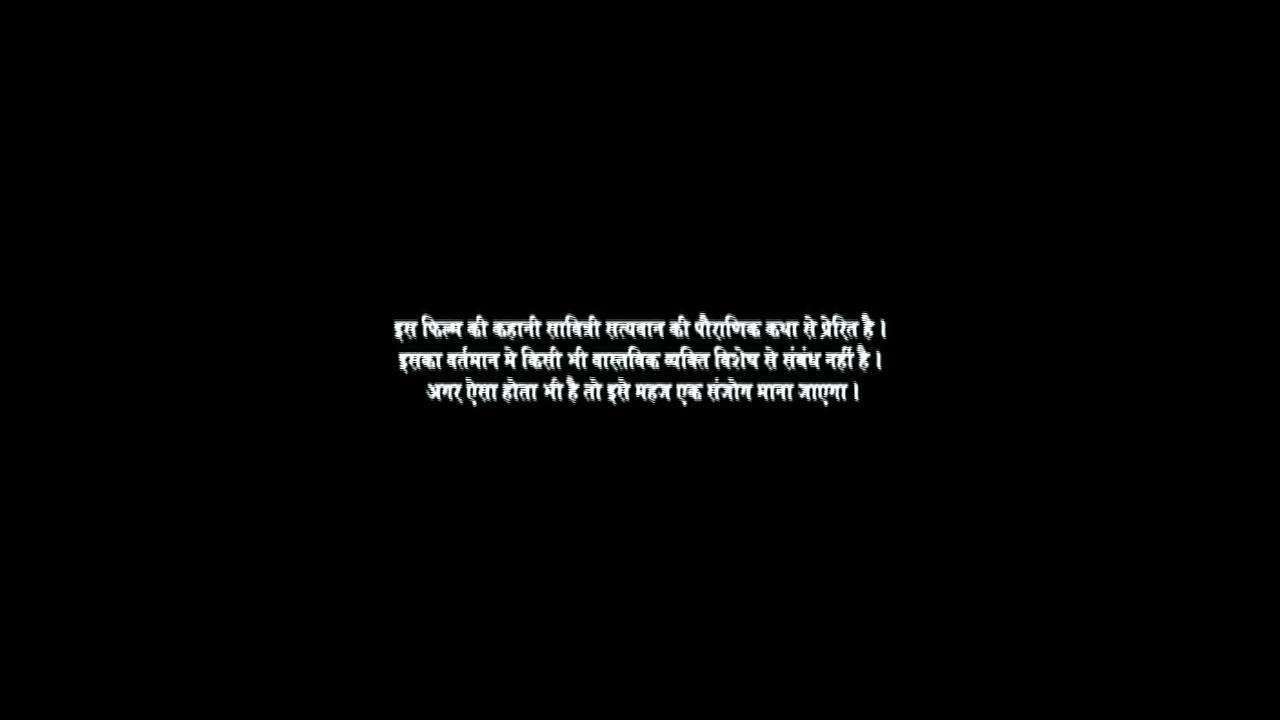 इस फिल्म की कहानी सावित्री सत्यवान की पौराणिक कथा से प्रेरित है।
इसका वर्तमान मे किसी भी वास्तविक व्यक्ति विशेष से संबंध नहीं है।
अगर ऐसा होता भी है तो इसे महज एक संजोग माना जाएगा।